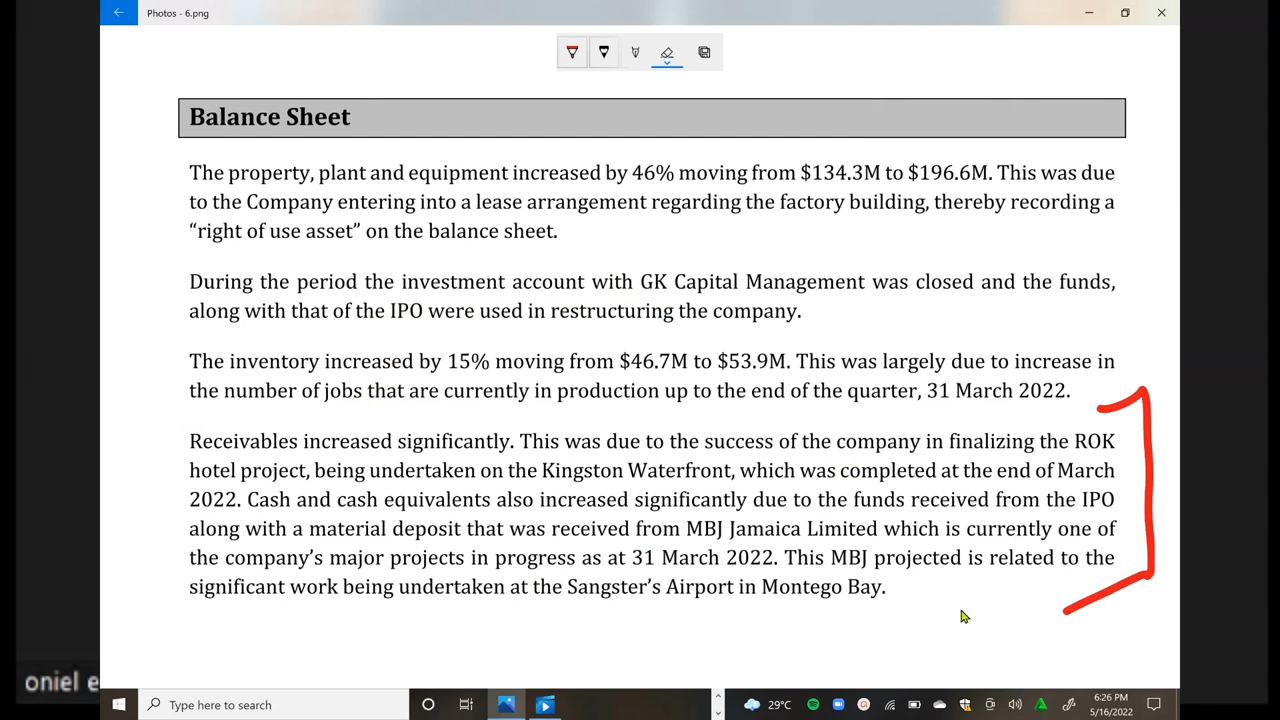 Photos - 6.png
Balance Sheet
The property, plant and equipment increased by 46% moving from $134.3M to $196.6M. This was due
to the Company entering into a lease arrangement regarding the factory building, thereby recording a
“right of use asset” on the balance sheet.
During the period the investment account with GK Capital Management was closed and the funds,
along with that of the IPO were used in restructuring the company.
The inventory increased by 15% moving from $46.7M to $53.9M. This was largely due to increase in
the number of jobs that are currently in production up to the end of the quarter, 31 March 2022.
Receivables increased significantly. This was due to the success of the company in finalizing the ROK
hotel project, being undertaken on the Kingston Waterfront, which was completed at the end of March
2022. Cash and cash equivalents also increased significantly due to the funds received from the IPO
along with a material deposit that was received from MBJ Jamaica Limited which is currently one of
the company’s major projects in progress as at 31 March 2022. This MBJ projected is related to the
significant work being undertaken at the Sangster’s Airport in Montego Bay.
oniel e
Type here to search
29°C
6:26 PM
5/16/2022